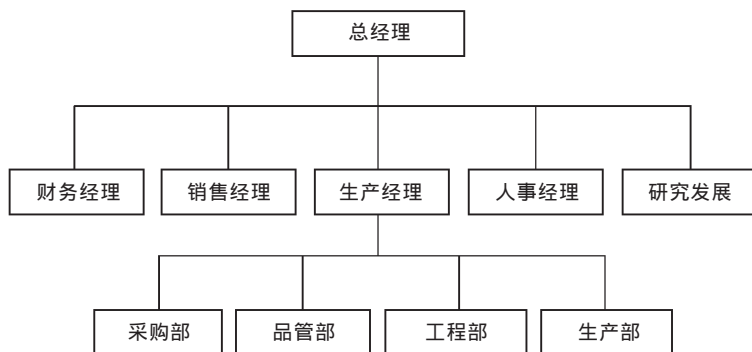 总经理
财务经理
销售经理
生产经理
人事经理
研究发展
采购部
品管部
工程部
生产部